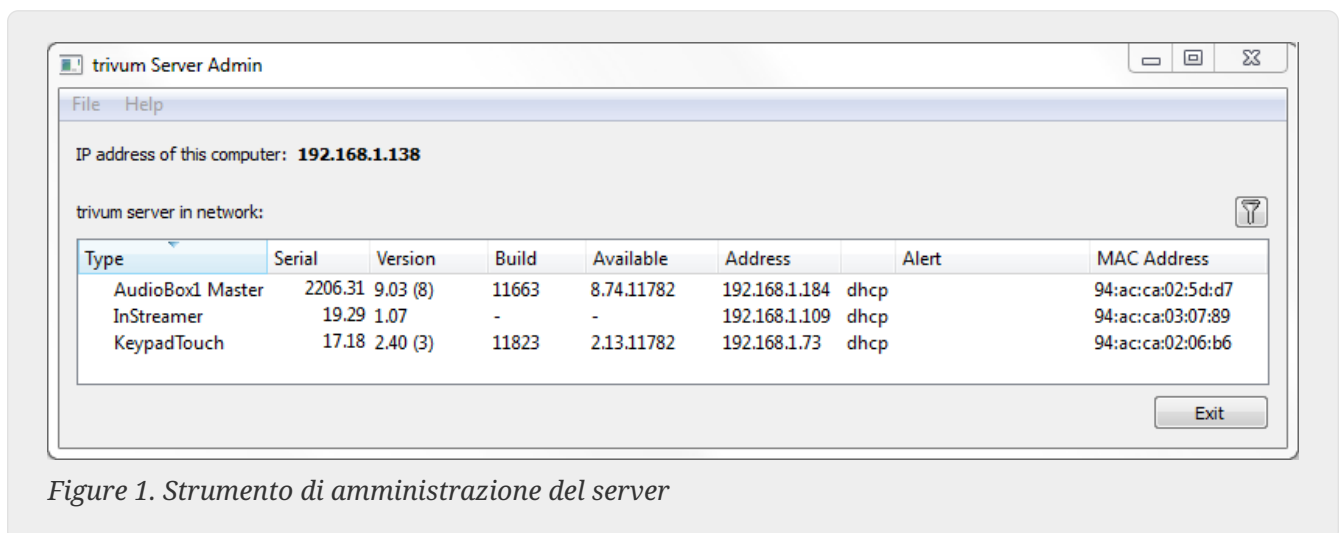 trivum Server Admin
File Help
IP address of this computer: 192.168.1.138
trivum server in network:
Type Serial Version Build Available Address Alert MAC Address
AudioBox1 Master 2206.31 9.03 (8) 11663 8.74.11782 192.168.1.184 dhcp 94:ac:ca:02:5d:d7
InStreamer 19.29 1.07 - - 192.168.1.109 dhcp 94:ac:ca:03:07:89
KeypadTouch 17.18 2.40 (3) 11823 2.13.11782 192.168.1.73 dhcp 94:ac:ca:02:06:b6
Exit
Figure 1. Strumento di amministrazione del server